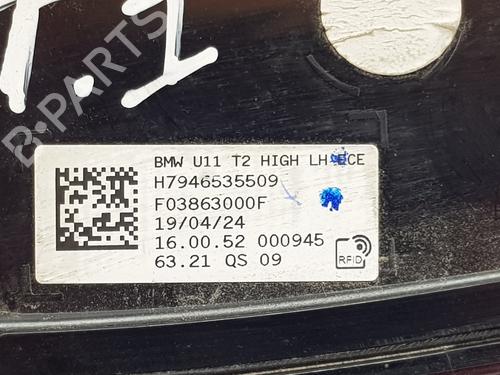 T.1
B-PARTS
BMW U11 T2 HIGH LH ECE
H7946535509
F03863000F
19/04/24
16.00.52 000945
63.21 QS 09
RFID